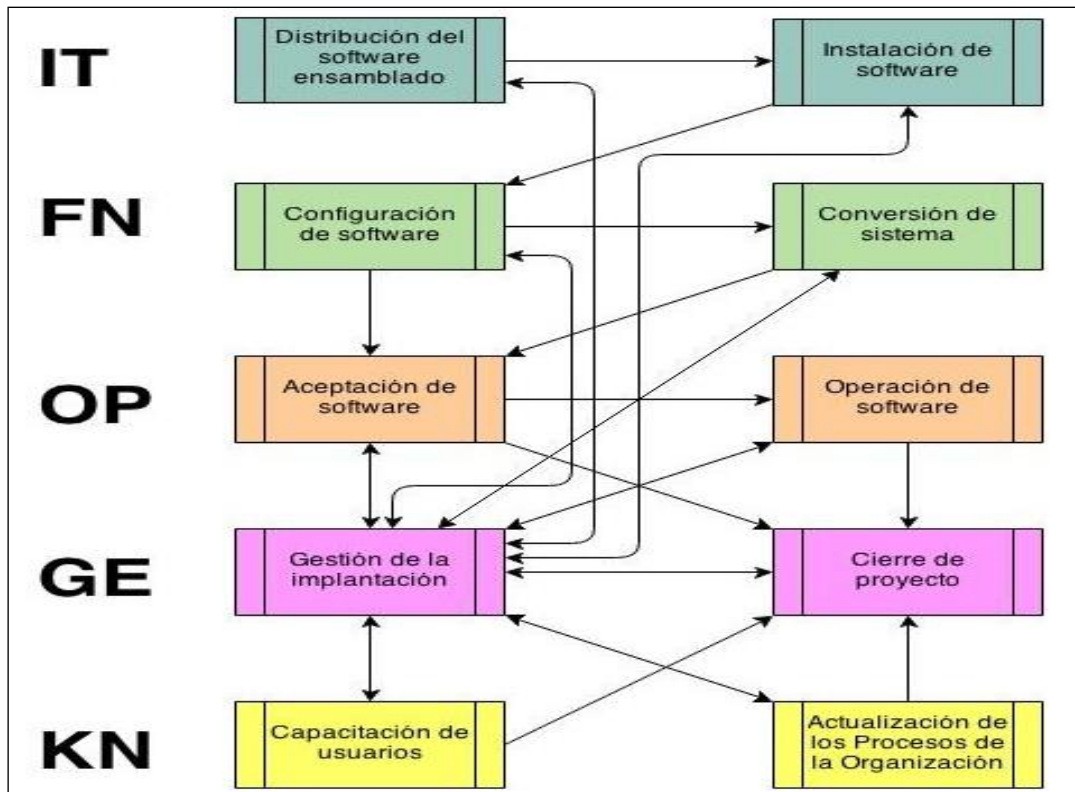 IT
Distribución del
software
ensamblado
Instalación de
software
FN
Configuración
de software
Conversión de
sistema
OP
Aceptación de
software
Operación de
software
GE
Gestión de la
implantación
Cierre de
proyecto
KN
Capacitación de
usuarios
Actualización de
los Procesos de
la Organización